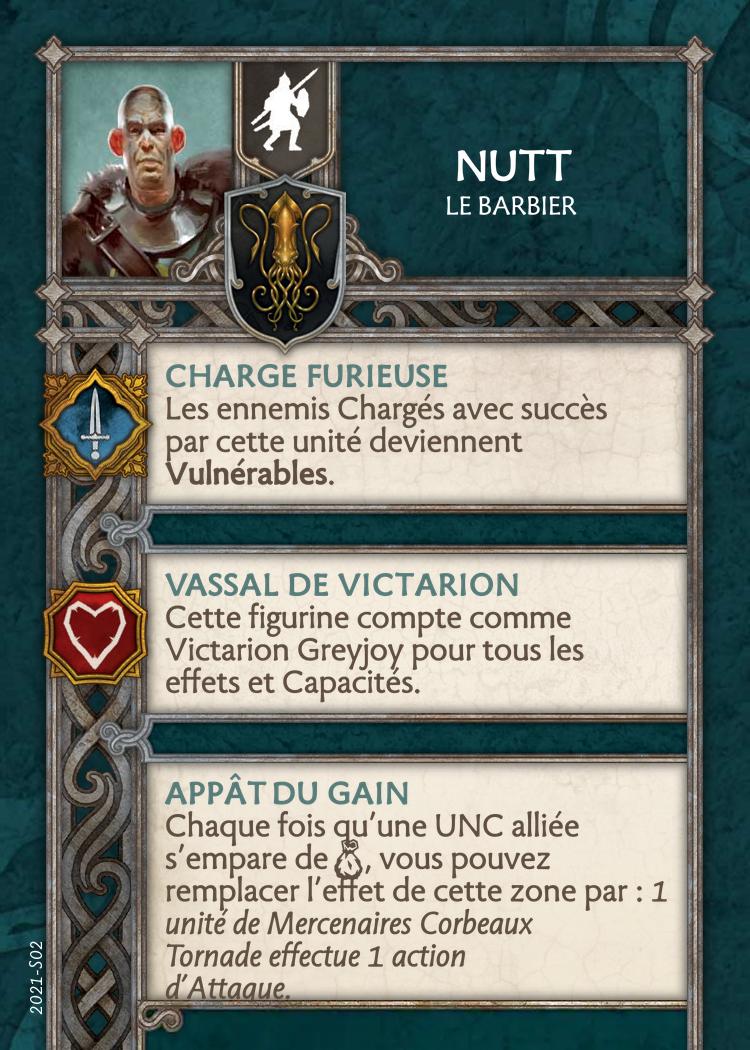 NUTT
LE BARBIER
CHARGE FURIEUSE
Les ennemis Chargés avec succès
par cette unité deviennent
Vulnérables.
VASSAL DE VICTARION
Cette figurine compte comme
Victarion Greyjoy pour tous les
effets et Capacités.
APPÂT DU GAIN
Chaque fois qu'une UNC alliée
s'empare de , vous pouvez
remplacer l'effet de cette zone par : 1
unité de Mercenaires Corbeaux
Tornade effectue 1 action
d'Attaque.
2021-S02